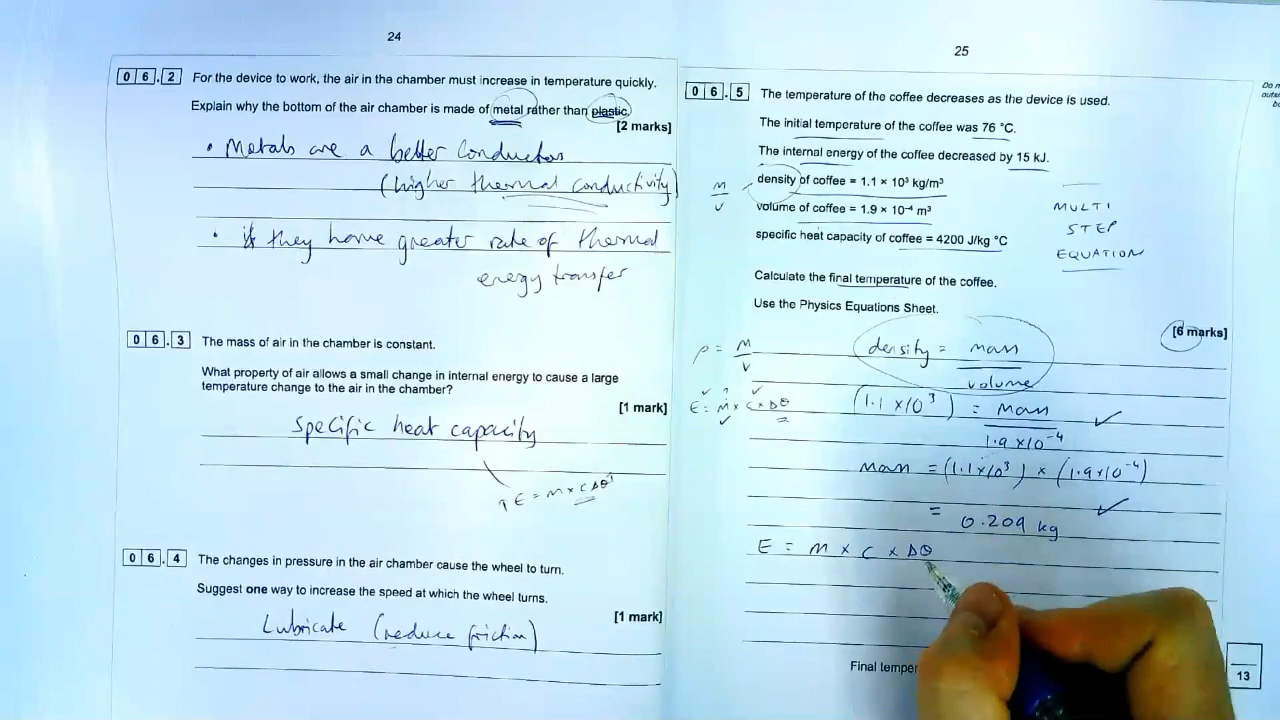 24
06.2 For the device to work, the air in the chamber must increase in temperature quickly.
Explain why the bottom of the air chamber is made of metal rather than plastic.
[2 marks]
• Metals are a better conductors
(higher thermal conductivity)
• they have greater rate of thermal
energy transfer
06.3 The mass of air in the chamber is constant.
What property of air allows a small change in internal energy to cause a large
temperature change to the air in the chamber?
[1 mark]
specific heat capacity
↑ E = M × C Δθ↑
06.4 The changes in pressure in the air chamber cause the wheel to turn.
Suggest one way to increase the speed at which the wheel turns.
[1 mark]
Lubricate (reduce friction)
25
Do n
outsi
bo
06.5 The temperature of the coffee decreases as the device is used.
The initial temperature of the coffee was 76 °C.
The internal energy of the coffee decreased by 15 kJ.
M
V
density of coffee = 1.1 × 10³ kg/m³
volume of coffee = 1.9 × 10⁻⁴ m³
specific heat capacity of coffee = 4200 J/kg °C
MULTI
STEP
EQUATION
Calculate the final temperature of the coffee.
Use the Physics Equations Sheet.
[6 marks]
ρ = M
V
density = mass
volume
E = M × C × Δθ
(1.1 × 10³) = mass ✓
1.9 × 10⁻⁴
mass = (1.1 × 10³) × (1.9 × 10⁻⁴)
= 0.209 kg ✓
E = M × C × Δθ
Final temper
13